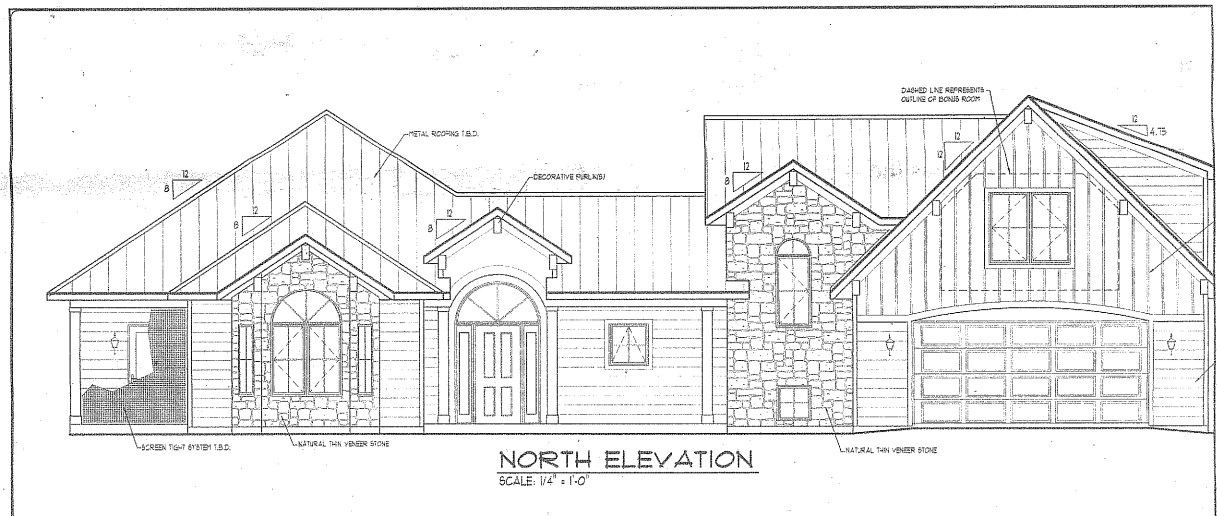 DASHED LINE REPRESENTS
OUTLINE OF BONUS ROOM
12
4.75
METAL ROOFING T.B.D.
12
12
12
8
12
8
DECORATIVE PURLIN(S)
12
8
12
8
SCREEN TIGHT SYSTEM T.B.D.
NATURAL THIN VENEER STONE
NATURAL THIN VENEER STONE
NORTH ELEVATION
SCALE: 1/4" = 1'-0"